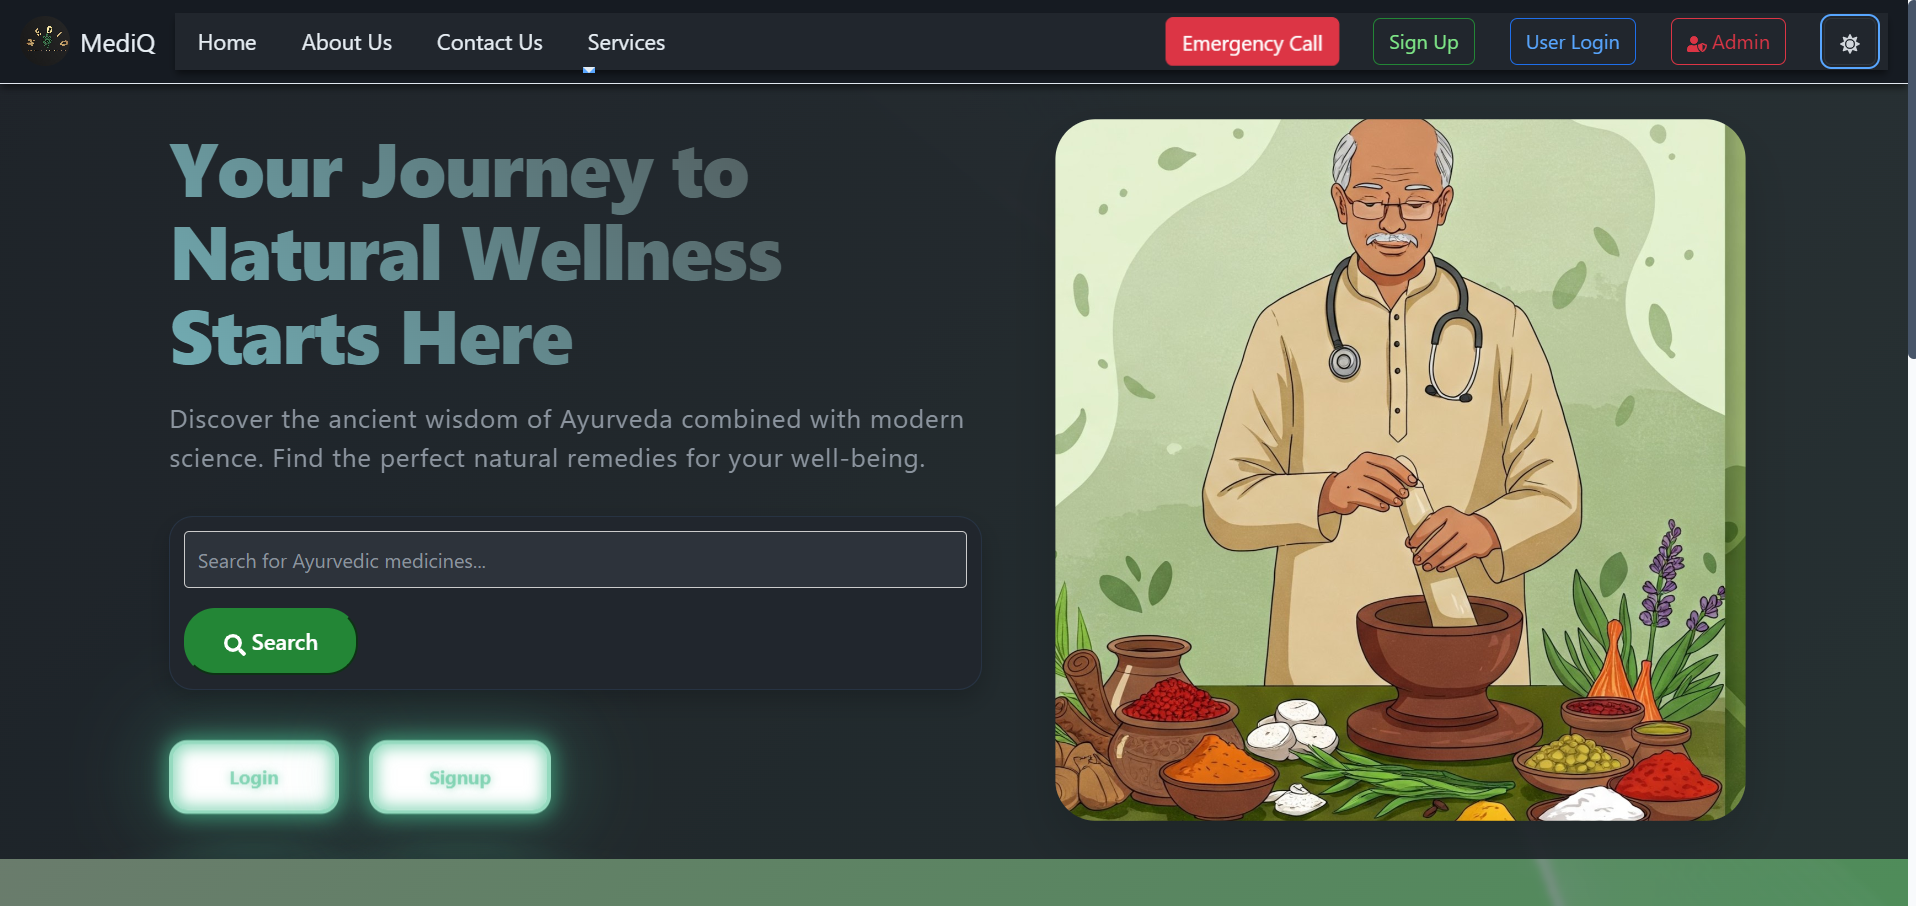 MediQ
Home
About Us
Contact Us
Services
Emergency Call
Sign Up
User Login
Admin
Your Journey to
Natural Wellness
Starts Here
Discover the ancient wisdom of Ayurveda combined with modern
science. Find the perfect natural remedies for your well-being.
Search for Ayurvedic medicines...
Search
Login
Signup